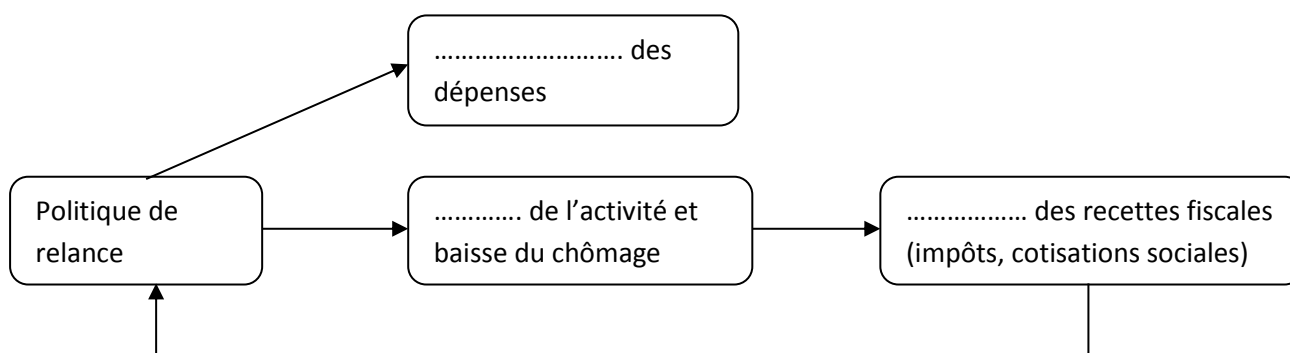 ………………………. des
dépenses
Politique de
relance
…………. de l’activité et
baisse du chômage
……………… des recettes fiscales
(impôts, cotisations sociales)